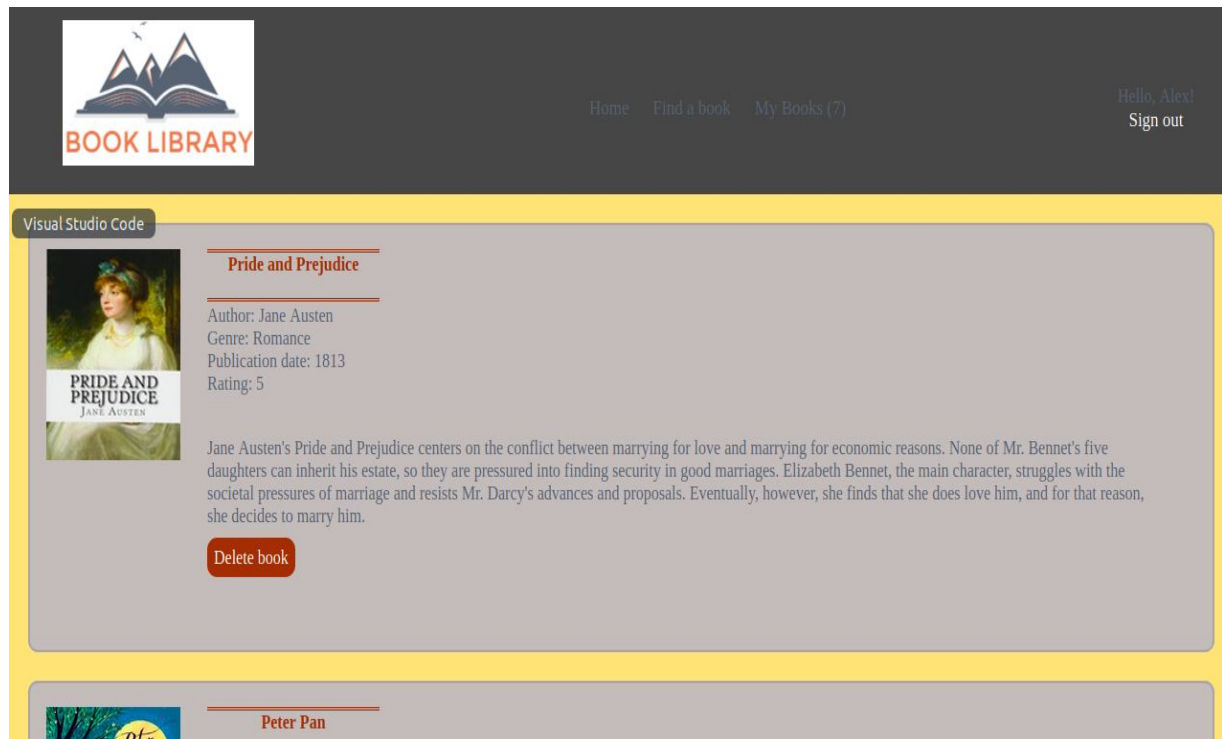 BOOK LIBRARY
Home Find a book My Books (7)
Hello, Alex!
Sign out
Visual Studio Code
PRIDE AND
PREJUDICE
JANE AUSTEN
Pride and Prejudice
Author: Jane Austen
Genre: Romance
Publication date: 1813
Rating: 5
Jane Austen's Pride and Prejudice centers on the conflict between marrying for love and marrying for economic reasons. None of Mr. Bennet's five
daughters can inherit his estate, so they are pressured into finding security in good marriages. Elizabeth Bennet, the main character, struggles with the
societal pressures of marriage and resists Mr. Darcy's advances and proposals. Eventually, however, she finds that she does love him, and for that reason,
she decides to marry him.
Delete book
Peter Pan